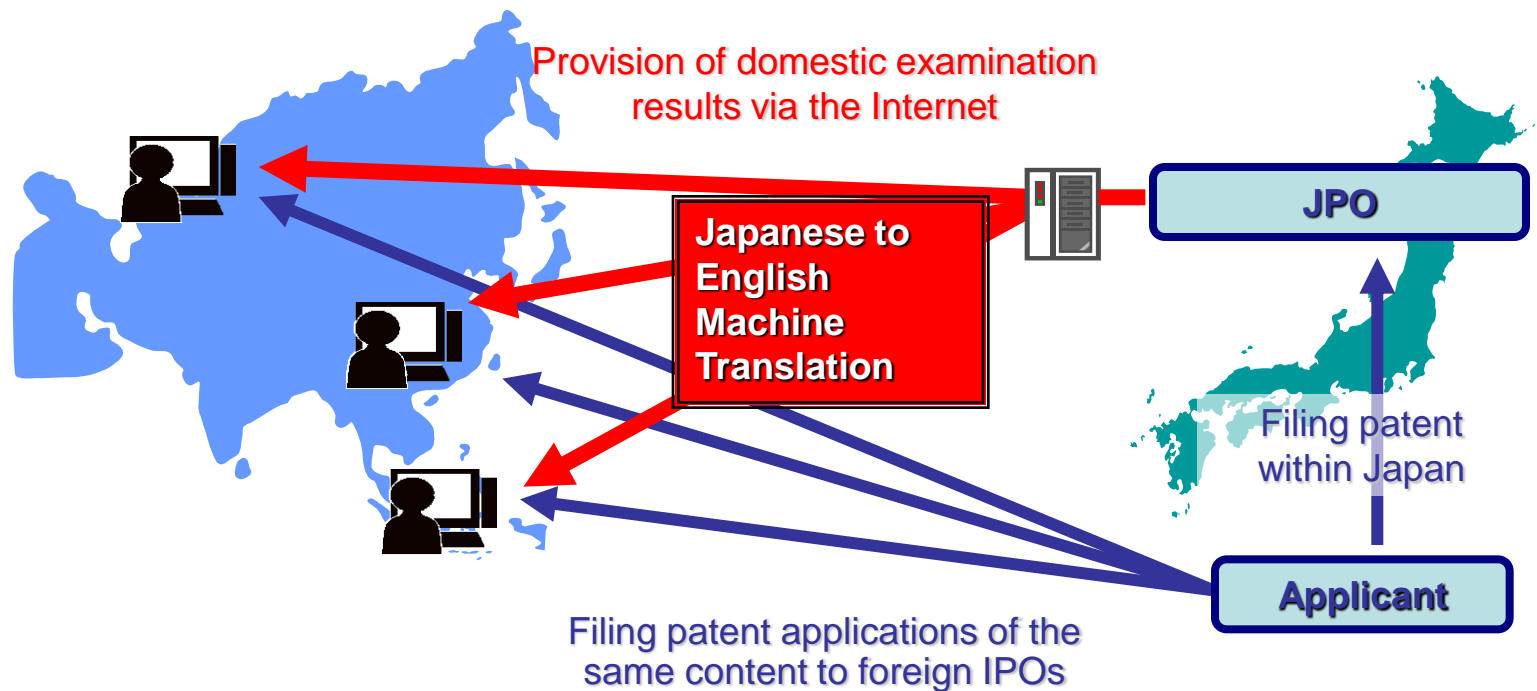 Provision of domestic examination
results via the Internet
JPO
Japanese to
English
Machine
Translation
Filing patent
within Japan
Applicant
Filing patent applications of the
same content to foreign IPOs